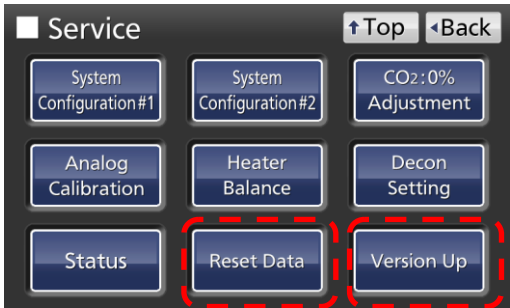 Service
↑Top
◂Back
System
Configuration#1
System
Configuration#2
CO2:0%
Adjustment
Analog
Calibration
Heater
Balance
Decon
Setting
Status
Reset Data
Version Up